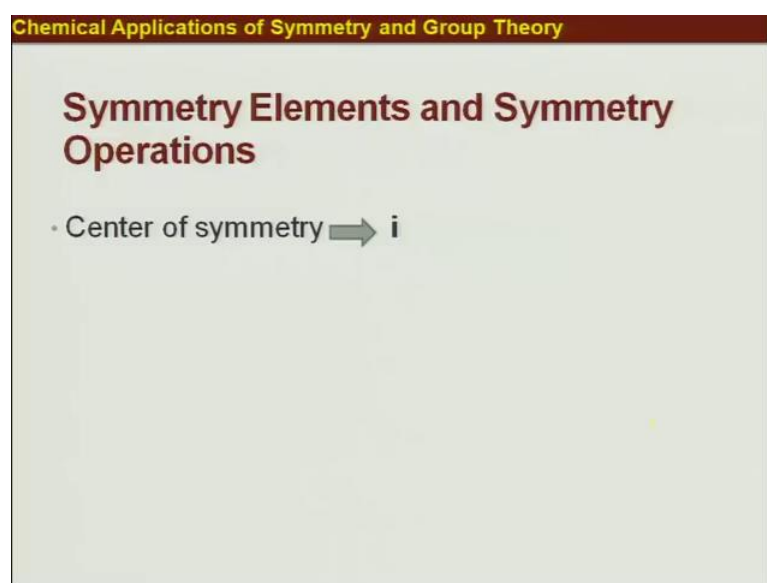 Chemical Applications of Symmetry and Group Theory
Symmetry Elements and Symmetry
Operations
• Center of symmetry ⇒ i